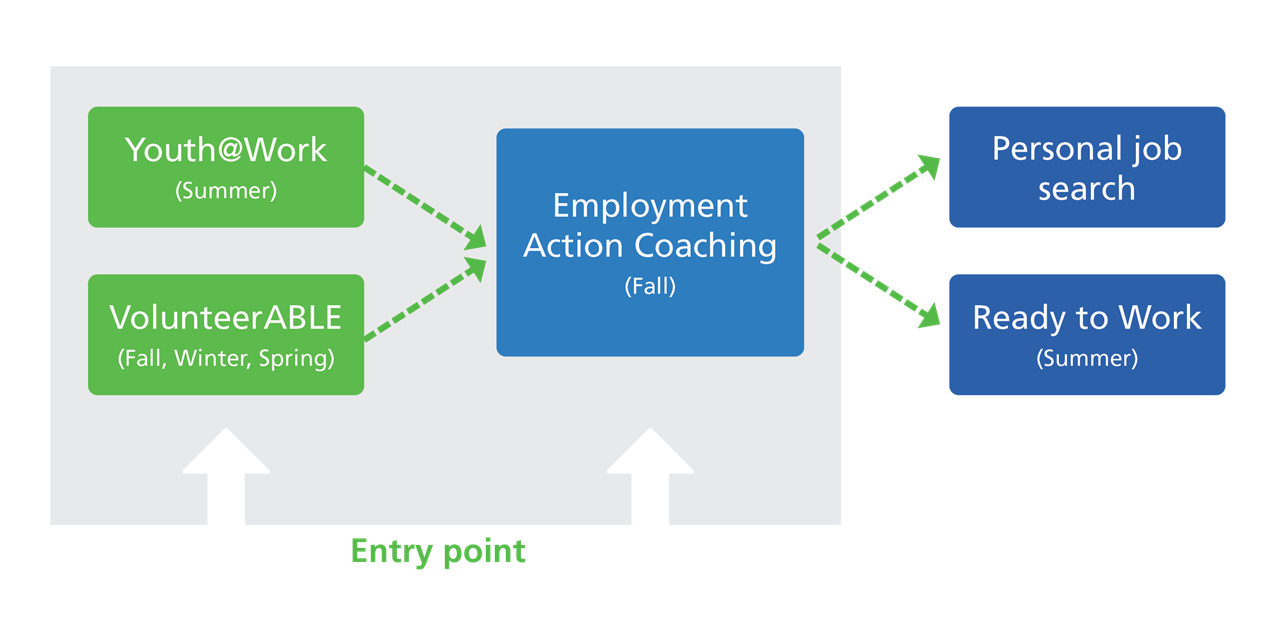 Youth@Work
(Summer)
VolunteerABLE
(Fall, Winter, Spring)
Employment
Action Coaching
(Fall)
Personal job
search
Ready to Work
(Summer)
Entry point